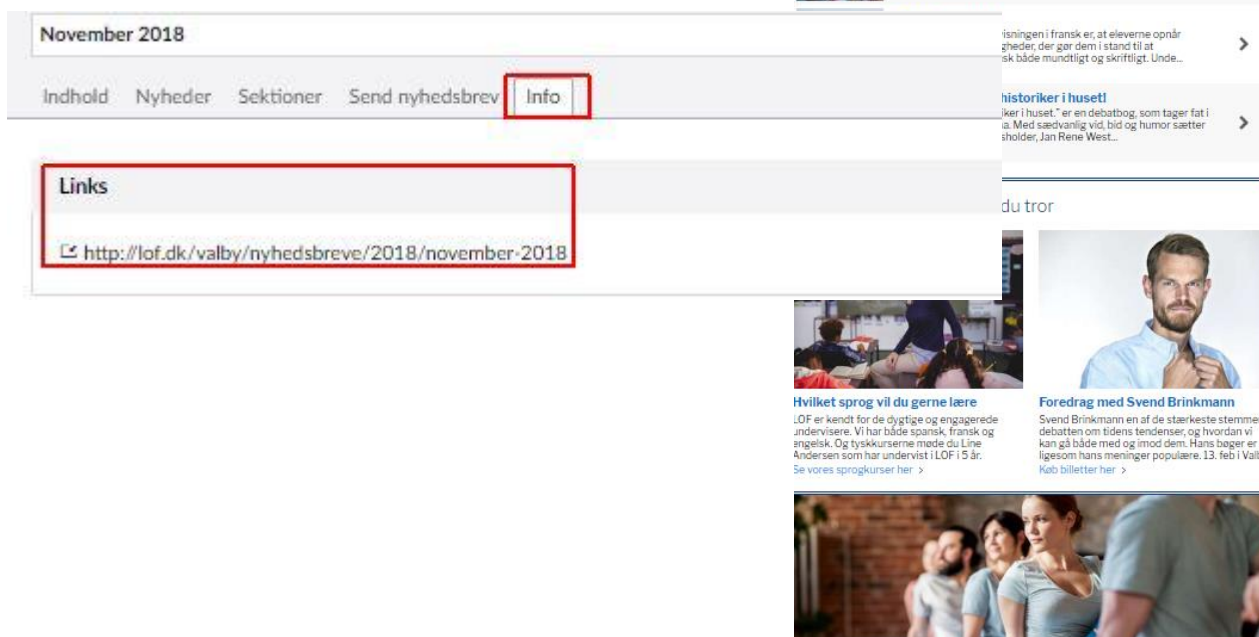 November 2018
Indhold Nyheder Sektioner Send nyhedsbrev Info
Links
http://lof.dk/valby/nyhedsbreve/2018/november-2018
isningen i fransk er, at eleverne opnår
gheder, der gør dem i stand til at
sk både mundtligt og skriftligt. Unde...
historiker i huset!
iker i huset." er en debatbog, som tager fat i
a. Med sædvanlig vid, bid og humor sætter
sholder, Jan Rene West...
du tror
Hvilket sprog vil du gerne lære
LOF er kendt for de dygtige og engagerede
undervisere. Vi har både spansk, fransk og
engelsk. Og tyskkurserne møde du Line
Andersen som har undervist i LOF i 5 år.
Se vores sprogkurser her >
Foredrag med Svend Brinkmann
Svend Brinkmann en af de stærkeste stemme
debatten om tidens tendenser, og hvordan vi
kan gå både med og imod dem. Hans bøger er
ligesom hans meninger populære. 13. feb i Valb
Køb billetter her >